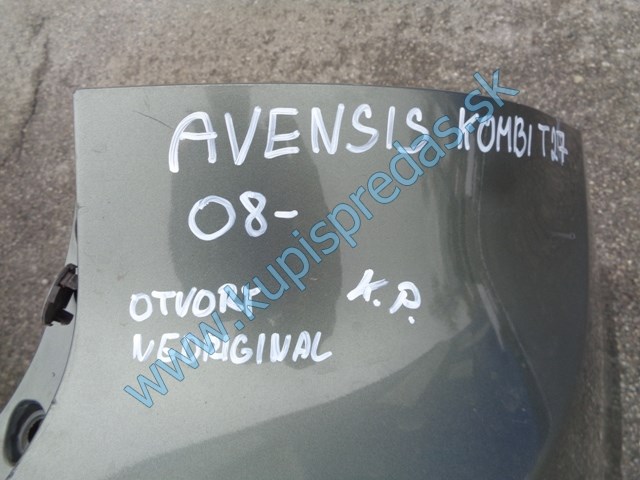 AVENSIS KOMBI T27
08-
OTVORY K.P.
NEORIGINAL
www.kupispredas.sk